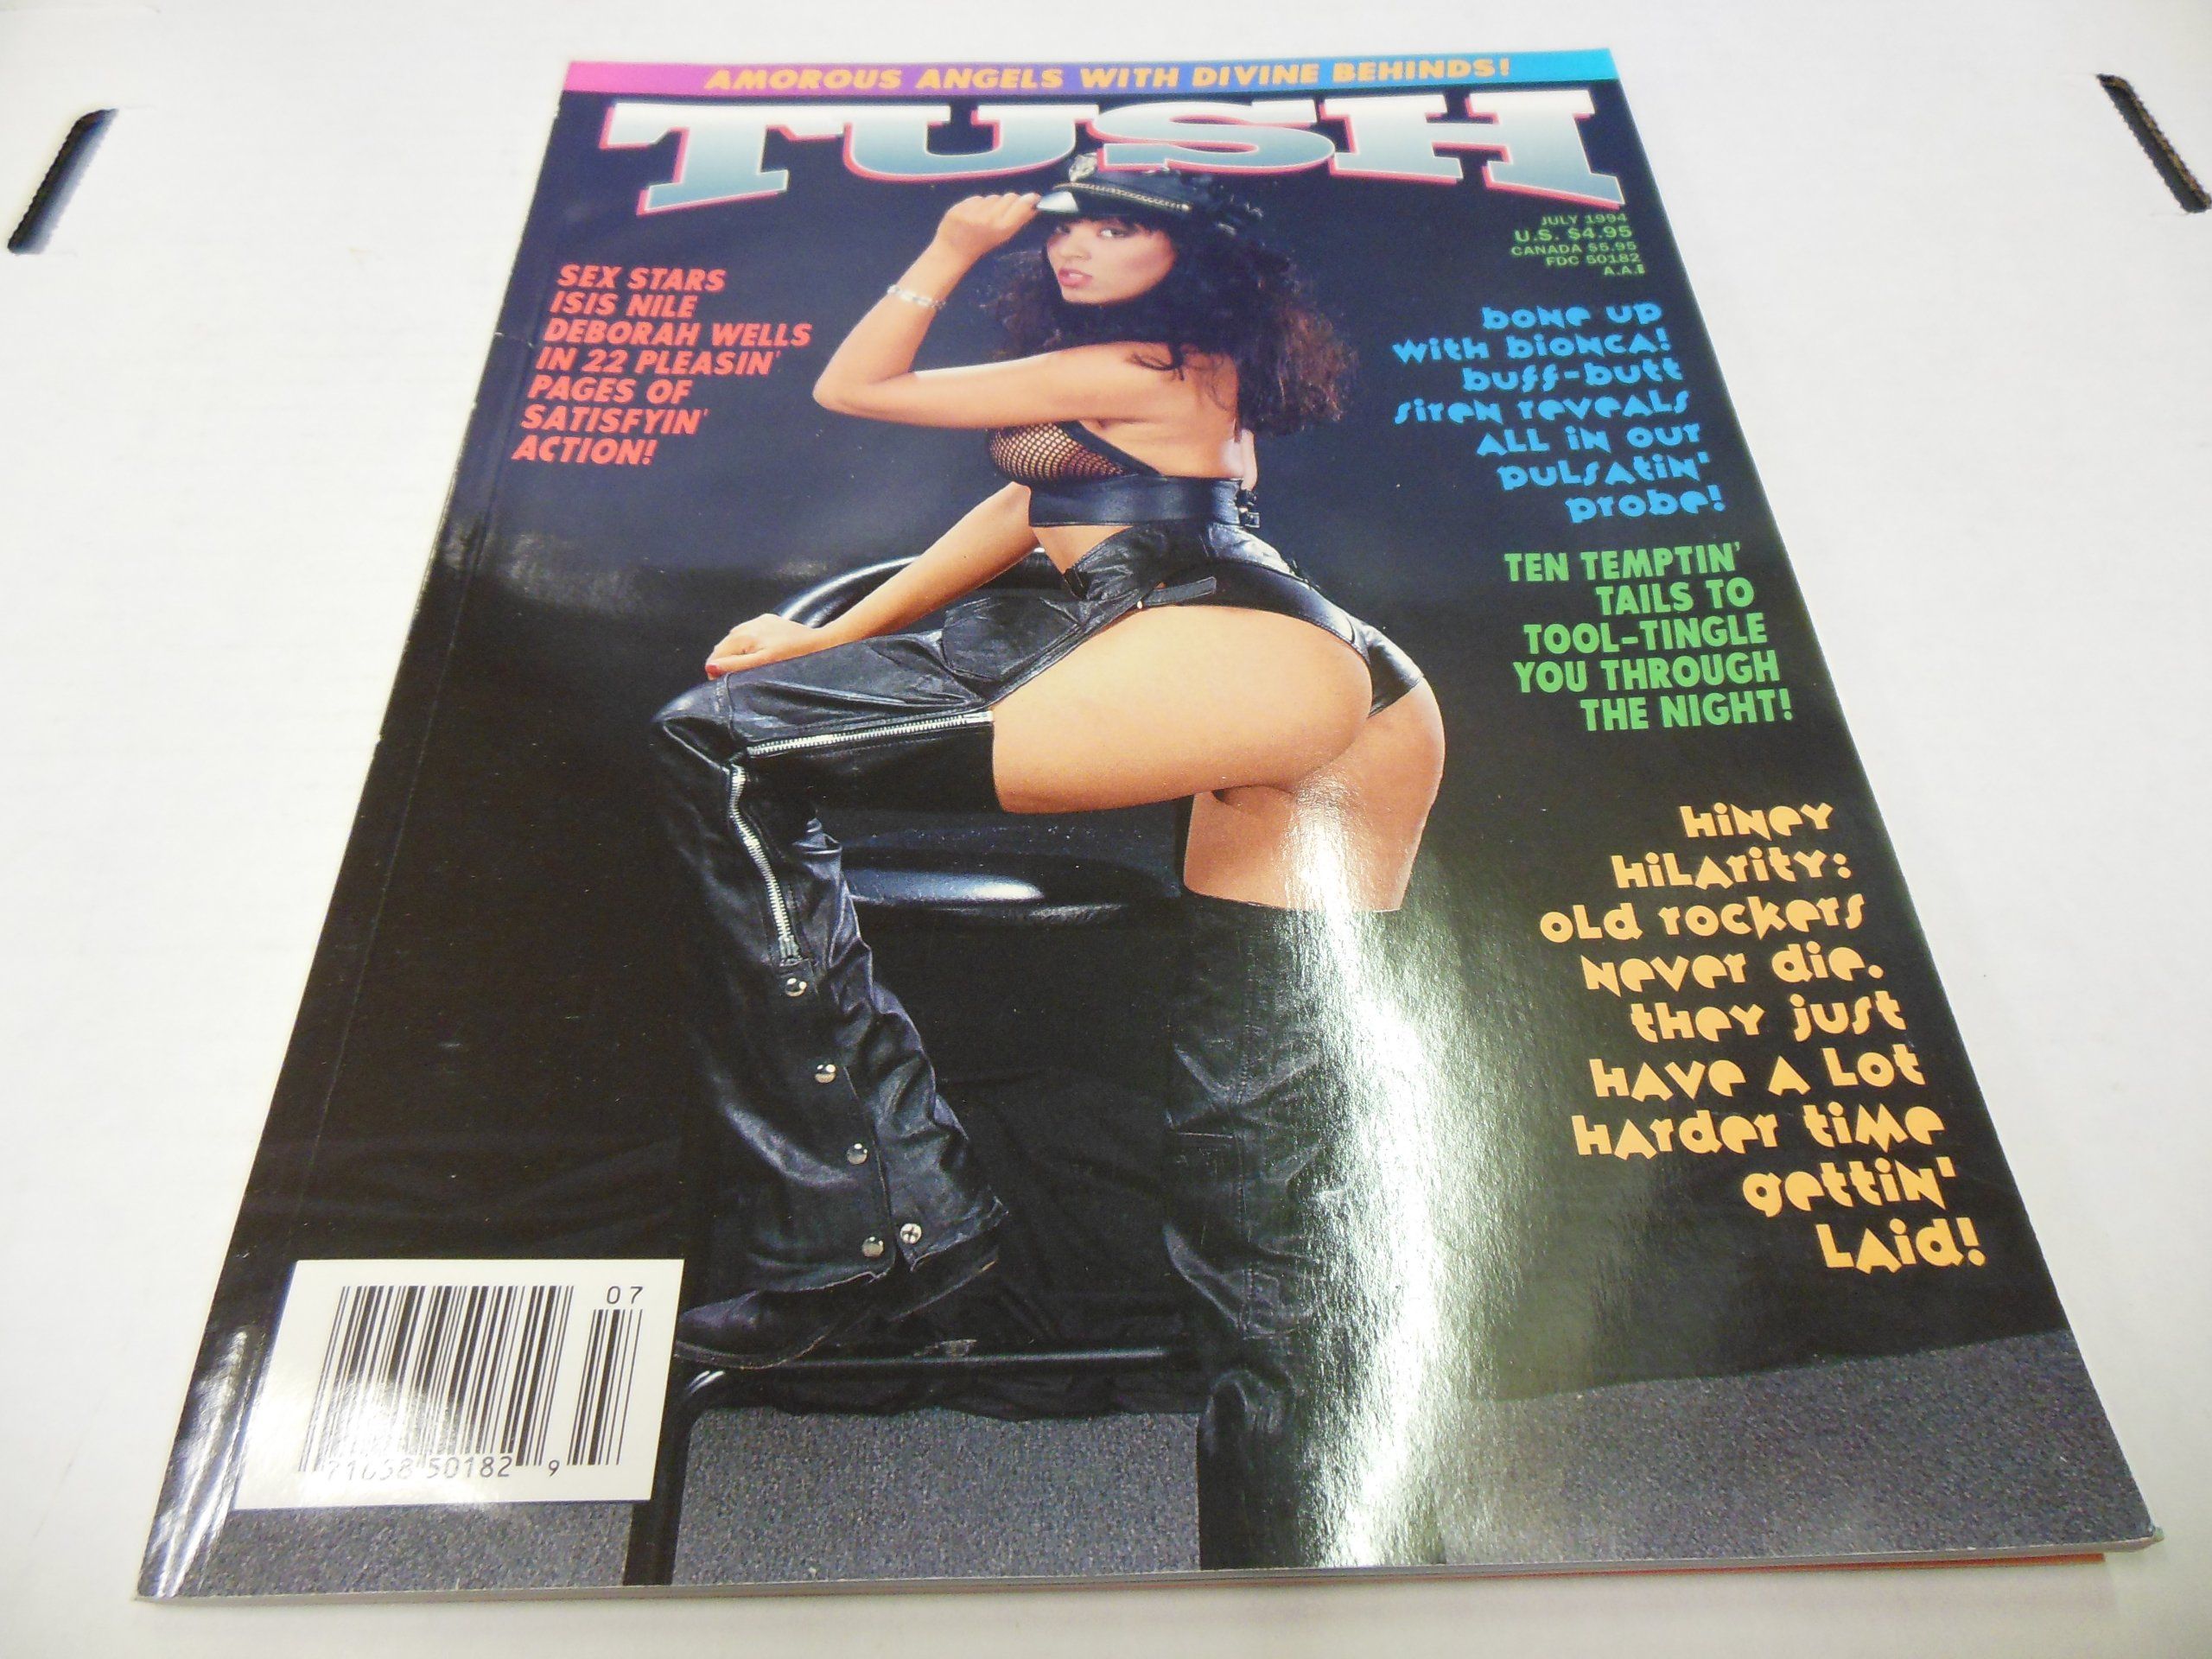 AMOROUS ANGELS WITH DIVINE BEHINDS!
TUSH
JULY 1994
U.S. $4.95
CANADA $5.95
FDC 50182
A.A.E
SEX STARS
ISIS NILE
DEBORAH WELLS
IN 22 PLEASIN'
PAGES OF
SATISFYIN'
ACTION!
BONE UP
WITH BIONCA!
BUFF-BUTT
SIREN REVEALS
ALL IN OUR
PULSATIN'
PROBE!
TEN TEMPTIN'
TAILS TO
TOOL-TINGLE
YOU THROUGH
THE NIGHT!
HINEY
HILARITY:
OLD ROCKERS
NEVER DIE.
THEY JUST
HAVE A LOT
HARDER TIME
GETTIN'
LAID!
07
50182 9